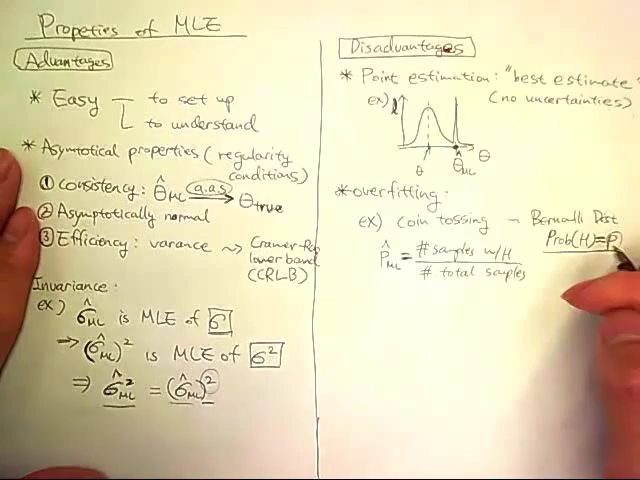 Propeties of MLE
Advantages
* Easy — to set up
to understand
* Asymtotical properties (regularity
conditions)
① Consistency: θ̂ML a.a.s → θtrue
② Asymptotically normal
③ Efficiency: varance ⇝ Cramer-Rao
lower band
(CRLB)
Invariance:
ex) σ̂ML is MLE of σ
→ (σ̂ML)² is MLE of σ²
⇒ σ̂²ML = (σ̂ML)²
Disadvantages
* Point estimation: "best estimate"
(no uncertainties)
ex) l
θ θ̂ML θ
* overfitting:
ex) coin tossing ~ Bernoulli Dist
Prob(H)=P
P̂ML = # samples w/H
# total samples